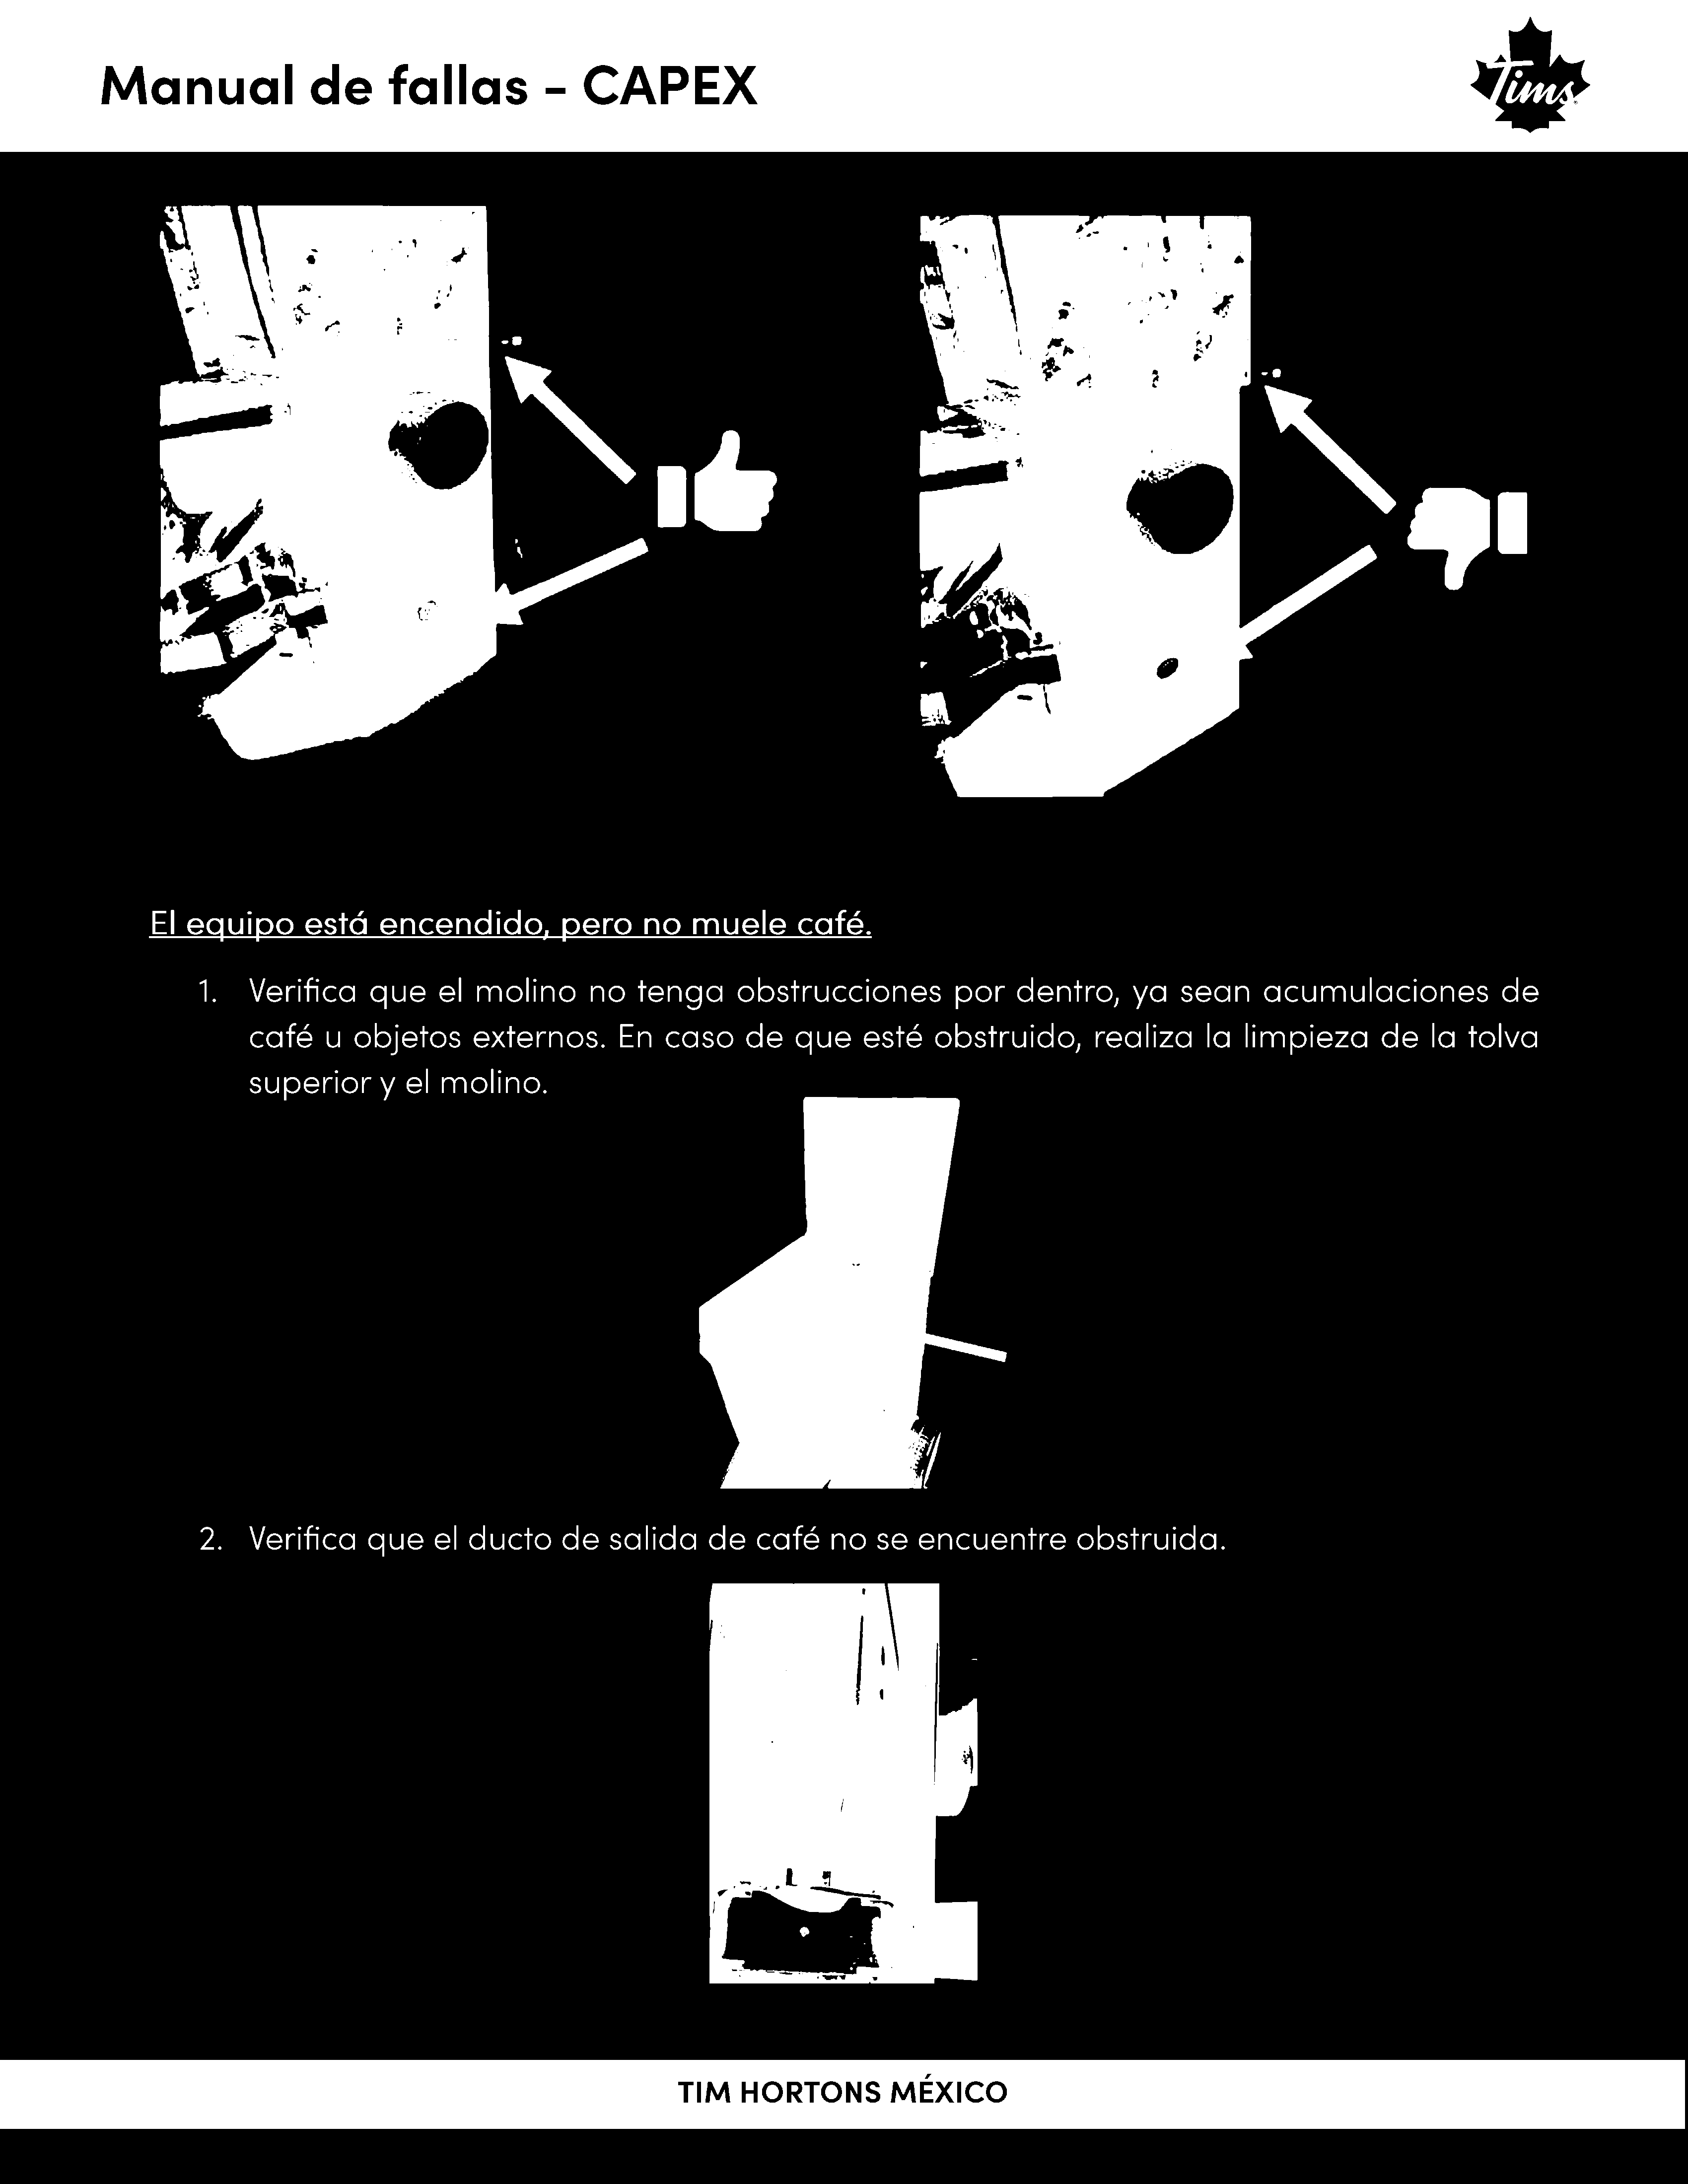 Manual de fallas - CAPEX
Tims
El equipo está encendido, pero no muele café.
1. Verifica que el molino no tenga obstrucciones por dentro, ya sean acumulaciones de
café u objetos externos. En caso de que esté obstruido, realiza la limpieza de la tolva
superior y el molino.
2. Verifica que el ducto de salida de café no se encuentre obstruida.
TIM HORTONS MÉXICO